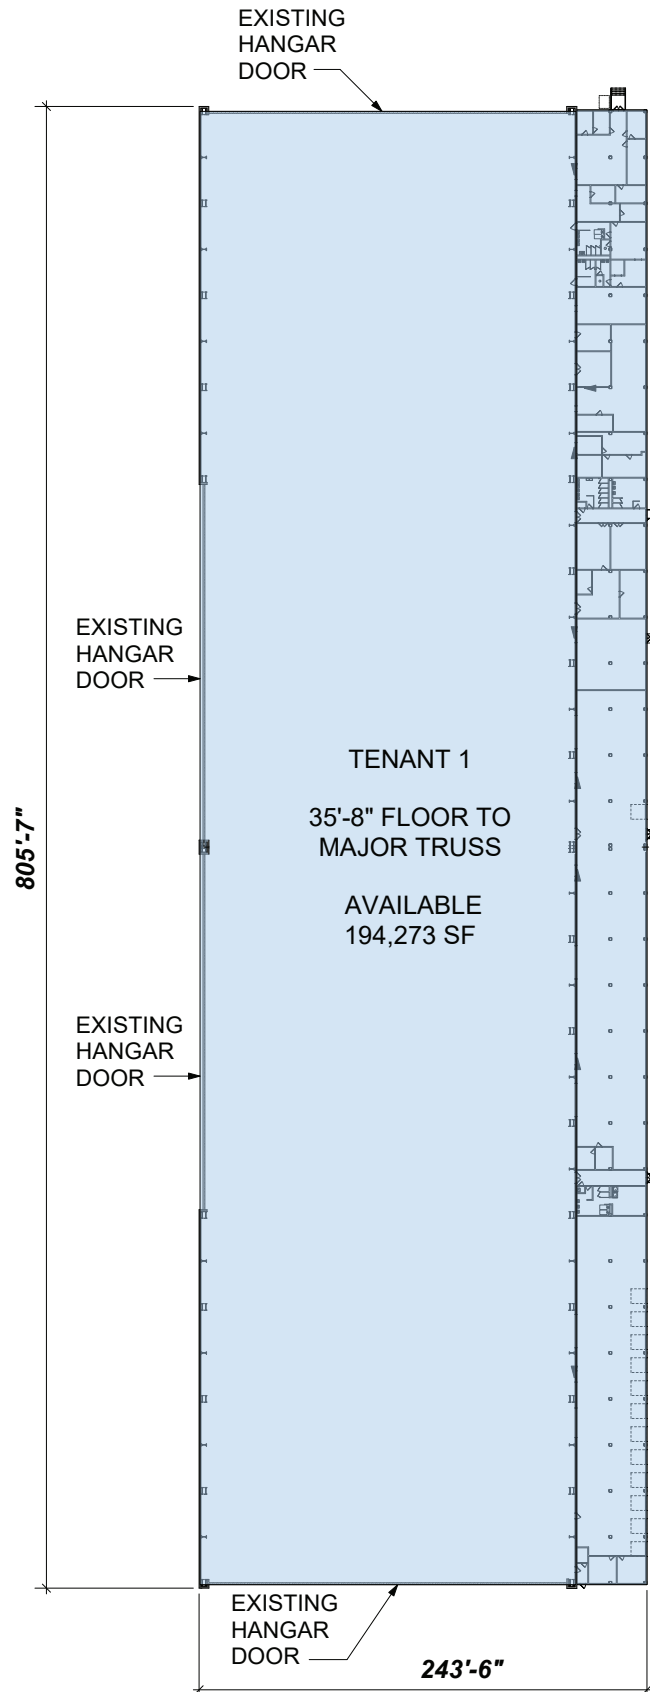 EXISTING
HANGAR
DOOR
EXISTING
HANGAR
DOOR
805'-7"
TENANT 1
35'-8" FLOOR TO
MAJOR TRUSS
AVAILABLE
194,273 SF
EXISTING
HANGAR
DOOR
EXISTING
HANGAR
DOOR
243'-6"